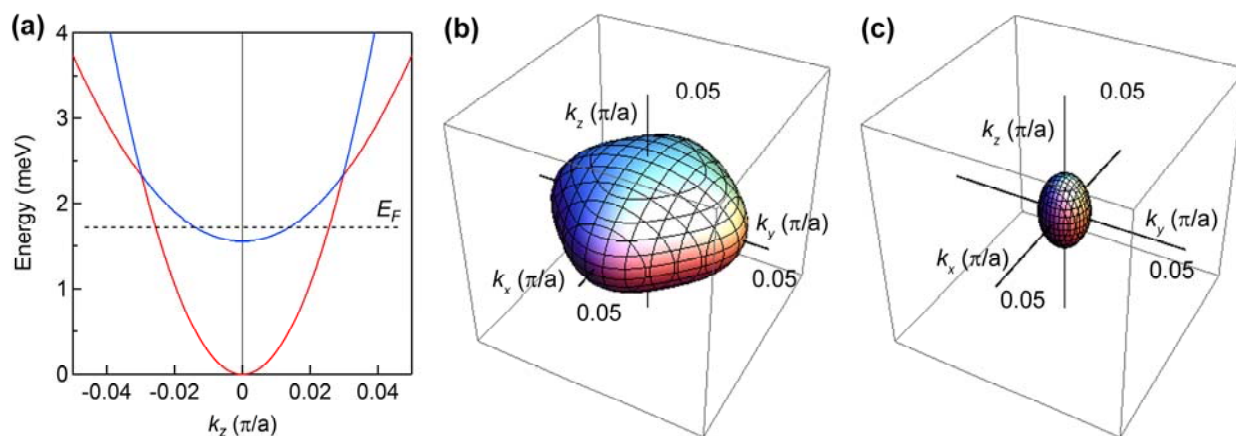 (a)
4
3
2
1
0
Energy (meV)
E_F
-0.04 -0.02 0 0.02 0.04
k_z (π/a)
(b)
0.05
k_z (π/a)
k_y (π/a)
0.05
k_x (π/a)
0.05
(c)
0.05
k_z (π/a)
k_y (π/a)
0.05
k_x (π/a)
0.05